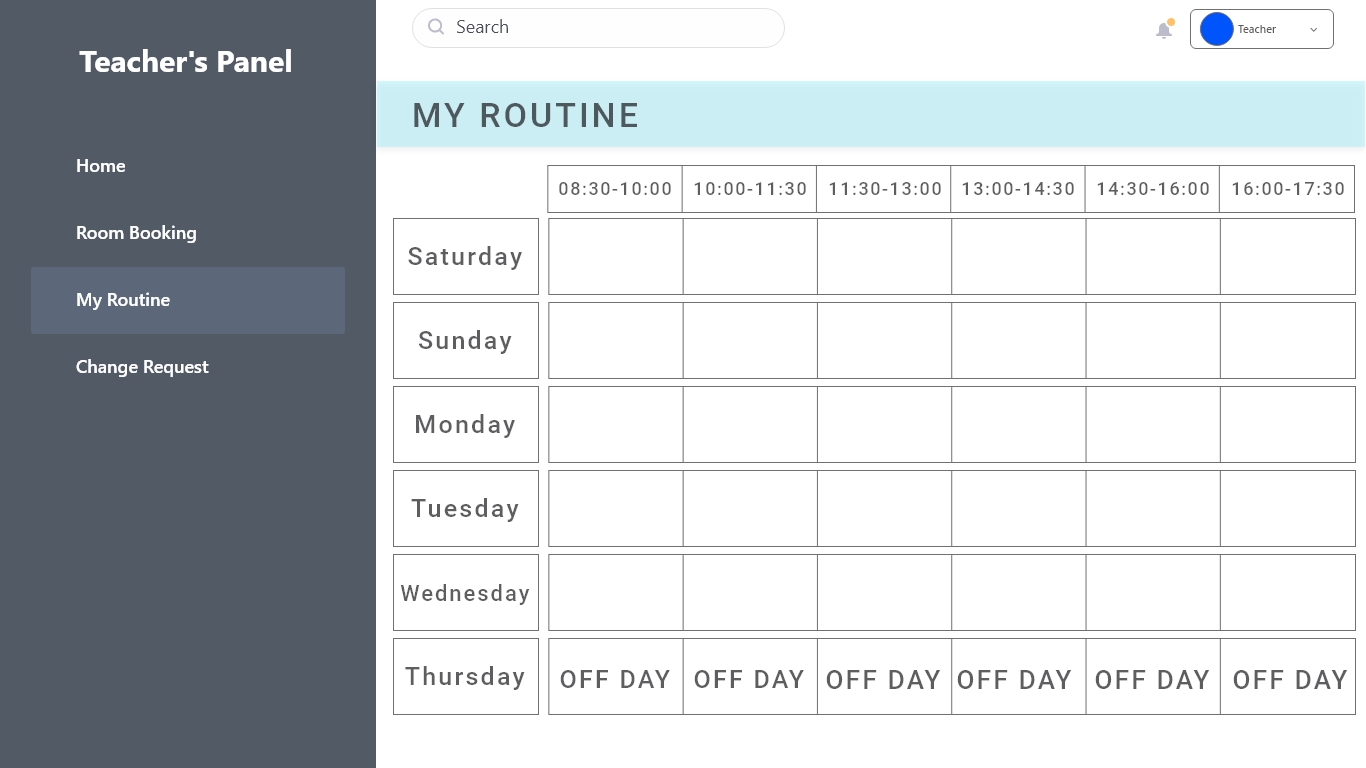 Teacher's Panel
Home
Room Booking
My Routine
Change Request
Search
Teacher
MY ROUTINE
08:30-10:00 10:00-11:30 11:30-13:00 13:00-14:30 14:30-16:00 16:00-17:30
Saturday
Sunday
Monday
Tuesday
Wednesday
Thursday OFF DAY OFF DAY OFF DAY OFF DAY OFF DAY OFF DAY